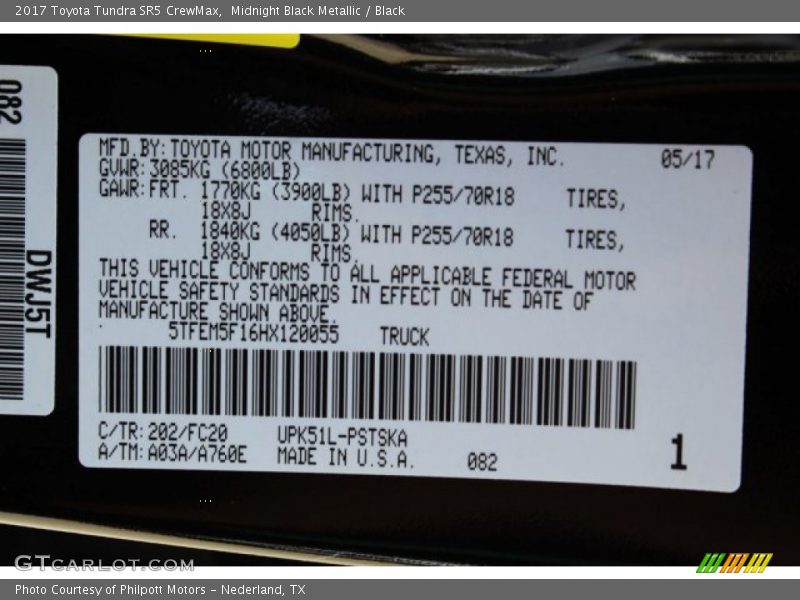 2017 Toyota Tundra SR5 CrewMax,  Midnight Black Metallic / Black
082
DWJ5T
MFD.BY:TOYOTA MOTOR MANUFACTURING, TEXAS, INC. 05/17
GVWR:3085KG (6800LB)
GAWR:FRT. 1770KG (3900LB) WITH P255/70R18 TIRES,
18X8J RIMS.
RR. 1840KG (4050LB) WITH P255/70R18 TIRES,
18X8J RIMS.
THIS VEHICLE CONFORMS TO ALL APPLICABLE FEDERAL MOTOR
VEHICLE SAFETY STANDARDS IN EFFECT ON THE DATE OF
MANUFACTURE SHOWN ABOVE.
5TFEM5F16HX120055 TRUCK
C/TR:202/FC20 UPK51L-PSTSKA
A/TM:A03A/A760E MADE IN U.S.A. 082 1
GTcarlot.com
Photo Courtesy of Philpott Motors - Nederland, TX